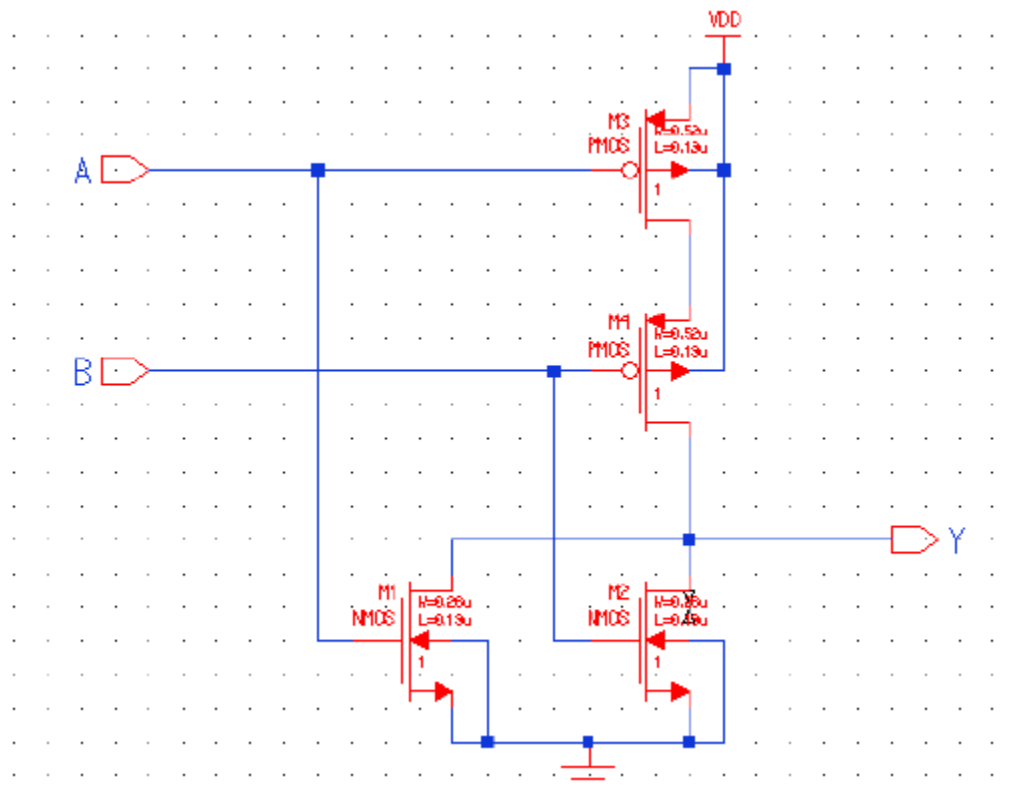 VDD
M3
PMOS
W=0.52u
L=0.13u
1
A
M4
PMOS
W=0.52u
L=0.13u
1
B
Y
M1
NMOS
W=0.26u
L=0.13u
1
M2
NMOS
1